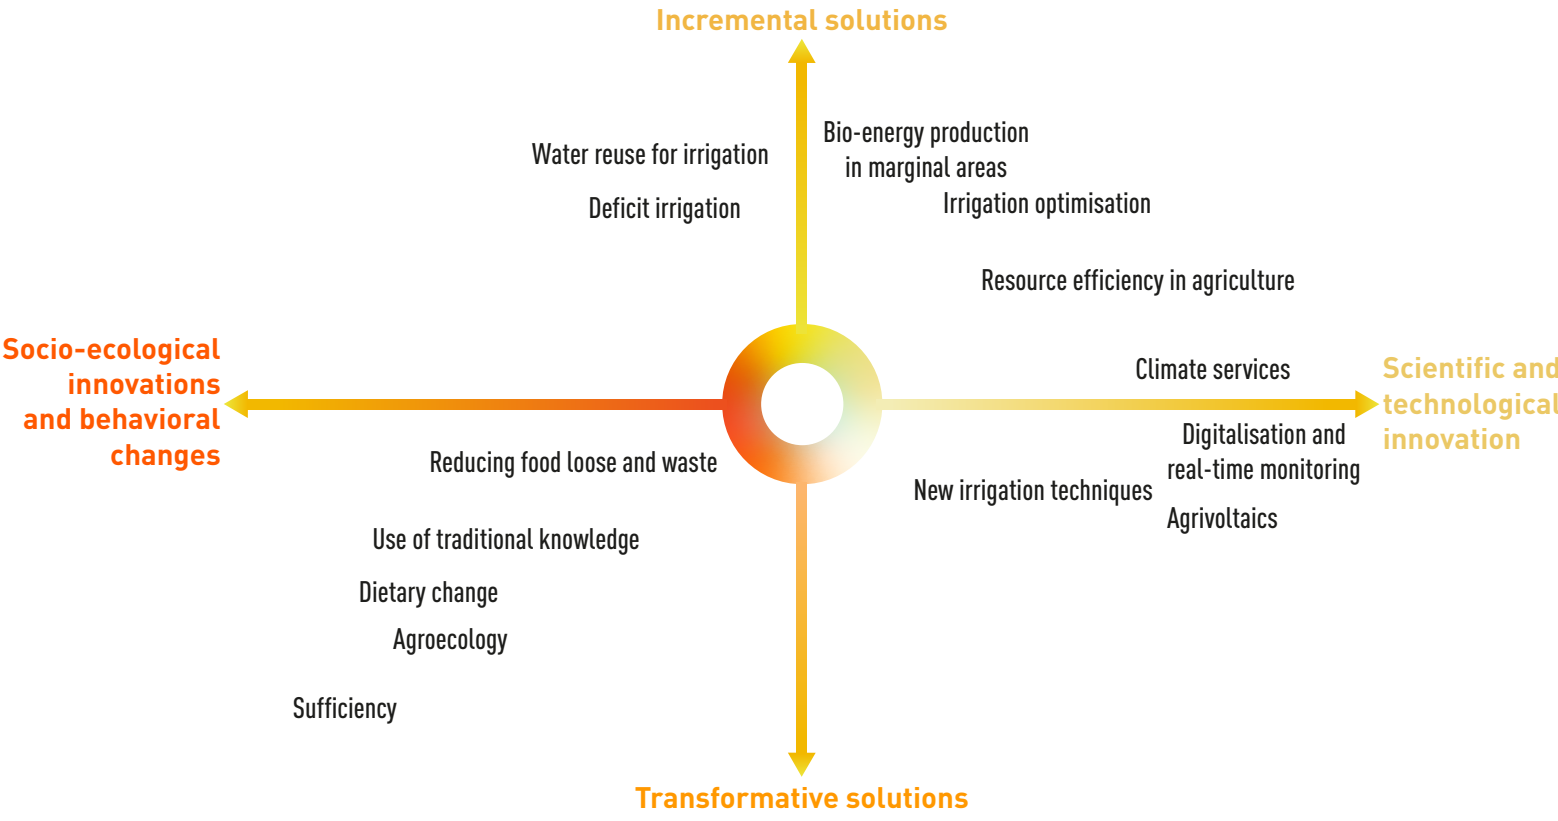 Incremental solutions
Bio-energy production
in marginal areas
Water reuse for irrigation
Deficit irrigation
Irrigation optimisation
Resource efficiency in agriculture
Socio-ecological
innovations
and behavioral
changes
Climate services
Scientific and
technological
innovation
Digitalisation and
real-time monitoring
Reducing food loose and waste
New irrigation techniques
Agrivoltaics
Use of traditional knowledge
Dietary change
Agroecology
Sufficiency
Transformative solutions